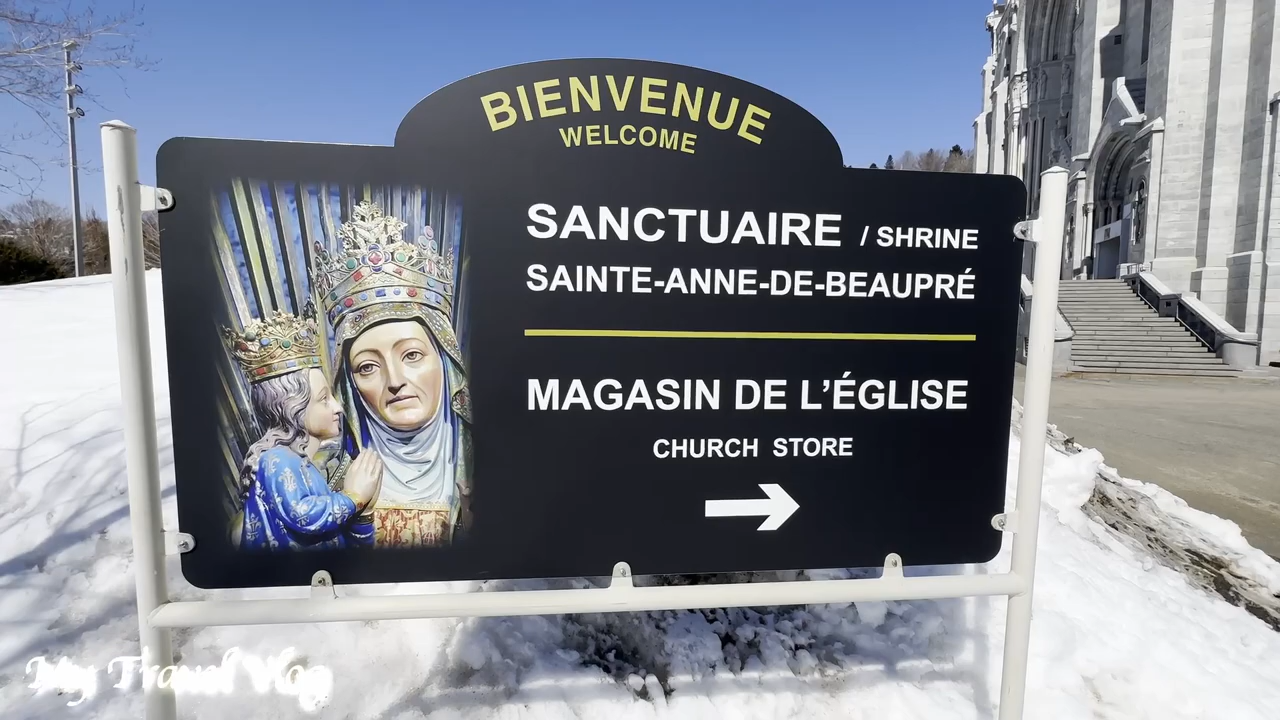 BIENVENUE
WELCOME
SANCTUAIRE / SHRINE
SAINTE-ANNE-DE-BEAUPRÉ
MAGASIN DE L’ÉGLISE
CHURCH STORE
My Travel Vlog